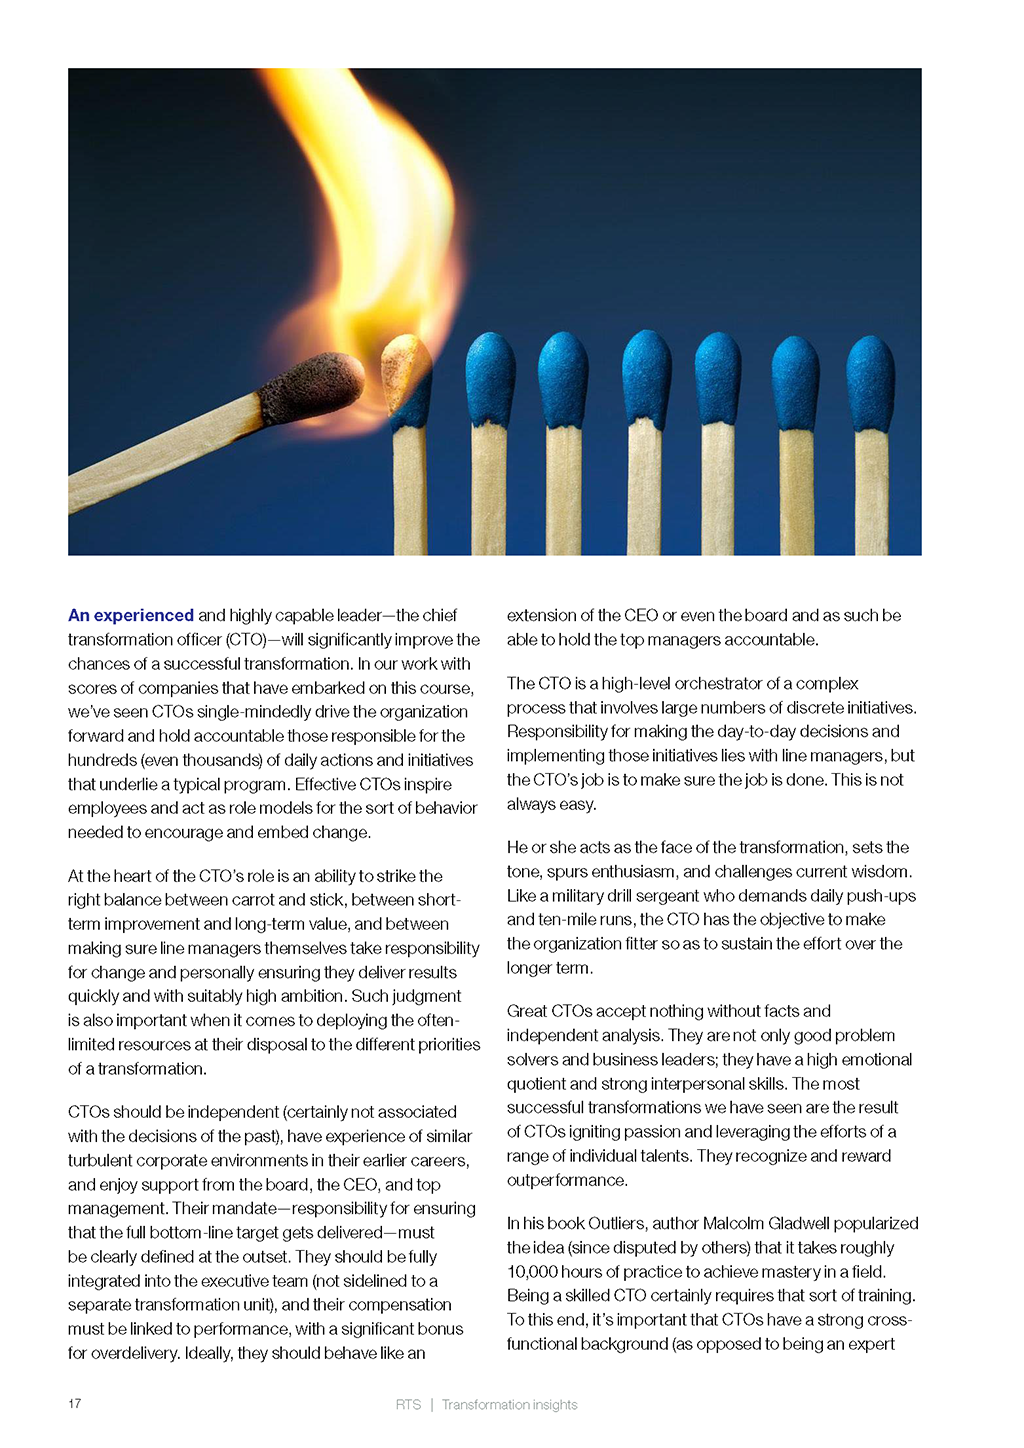 An experienced and highly capable leader—the chief
transformation officer (CTO)—will significantly improve the
chances of a successful transformation. In our work with
scores of companies that have embarked on this course,
we’ve seen CTOs single-mindedly drive the organization
forward and hold accountable those responsible for the
hundreds (even thousands) of daily actions and initiatives
that underlie a typical program. Effective CTOs inspire
employees and act as role models for the sort of behavior
needed to encourage and embed change.
At the heart of the CTO’s role is an ability to strike the
right balance between carrot and stick, between short-
term improvement and long-term value, and between
making sure line managers themselves take responsibility
for change and personally ensuring they deliver results
quickly and with suitably high ambition. Such judgment
is also important when it comes to deploying the often-
limited resources at their disposal to the different priorities
of a transformation.
CTOs should be independent (certainly not associated
with the decisions of the past), have experience of similar
turbulent corporate environments in their earlier careers,
and enjoy support from the board, the CEO, and top
management. Their mandate—responsibility for ensuring
that the full bottom-line target gets delivered—must
be clearly defined at the outset. They should be fully
integrated into the executive team (not sidelined to a
separate transformation unit), and their compensation
must be linked to performance, with a significant bonus
for overdelivery. Ideally, they should behave like an
extension of the CEO or even the board and as such be
able to hold the top managers accountable.
The CTO is a high-level orchestrator of a complex
process that involves large numbers of discrete initiatives.
Responsibility for making the day-to-day decisions and
implementing those initiatives lies with line managers, but
the CTO’s job is to make sure the job is done. This is not
always easy.
He or she acts as the face of the transformation, sets the
tone, spurs enthusiasm, and challenges current wisdom.
Like a military drill sergeant who demands daily push-ups
and ten-mile runs, the CTO has the objective to make
the organization fitter so as to sustain the effort over the
longer term.
Great CTOs accept nothing without facts and
independent analysis. They are not only good problem
solvers and business leaders; they have a high emotional
quotient and strong interpersonal skills. The most
successful transformations we have seen are the result
of CTOs igniting passion and leveraging the efforts of a
range of individual talents. They recognize and reward
outperformance.
In his book Outliers, author Malcolm Gladwell popularized
the idea (since disputed by others) that it takes roughly
10,000 hours of practice to achieve mastery in a field.
Being a skilled CTO certainly requires that sort of training.
To this end, it’s important that CTOs have a strong cross-
functional background (as opposed to being an expert
17
RTS | Transformation insights